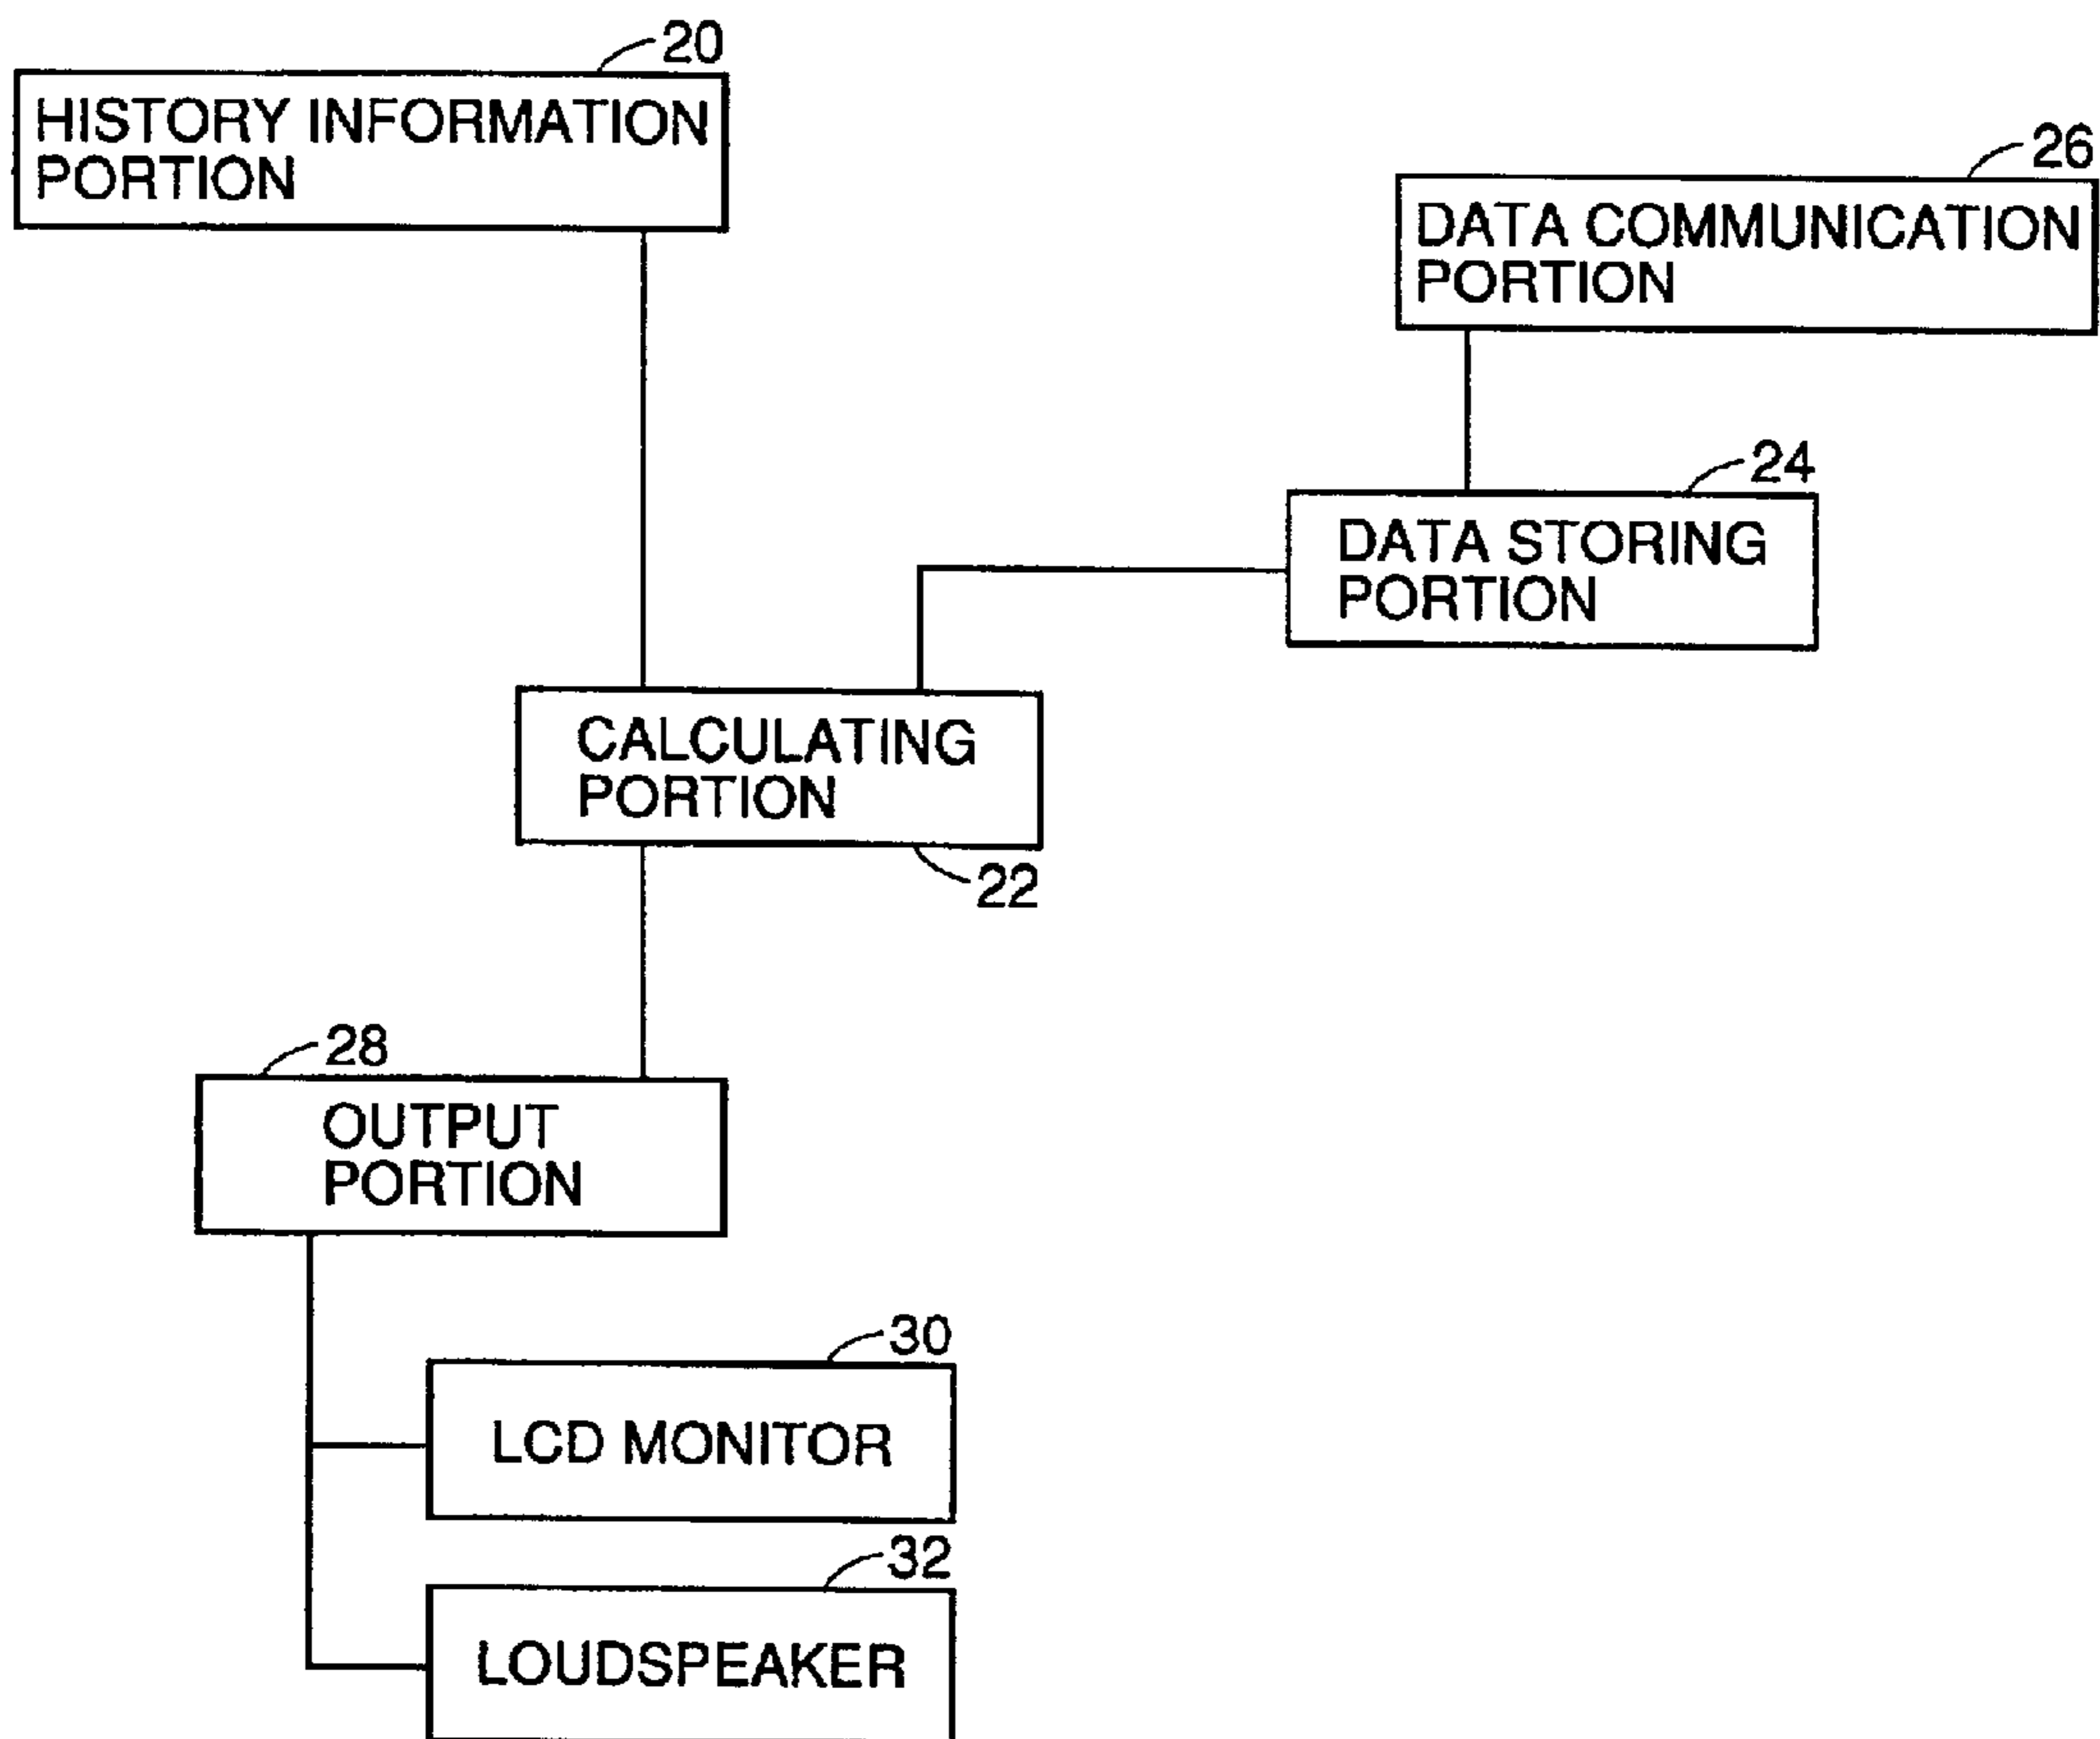 20
HISTORY INFORMATION
PORTION
26
DATA COMMUNICATION
PORTION
24
DATA STORING
PORTION
CALCULATING
PORTION
22
28
OUTPUT
PORTION
30
LCD MONITOR
32
LOUDSPEAKER